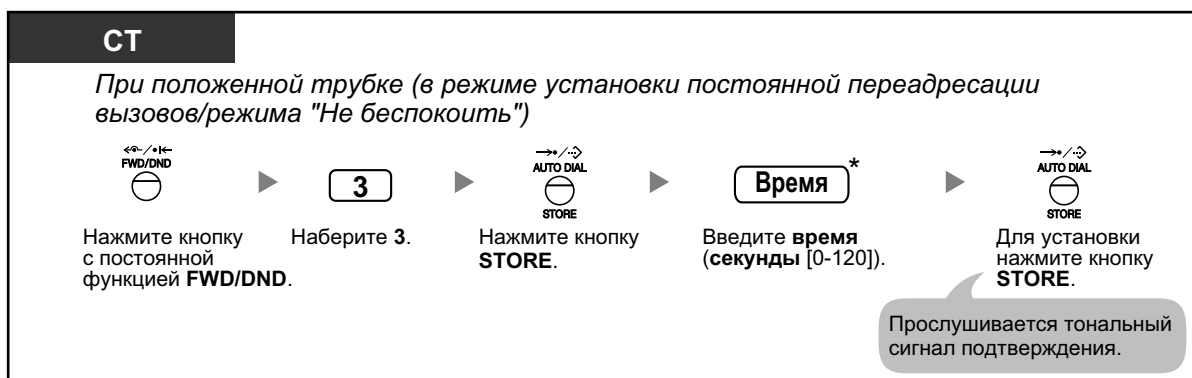 СТ
При положенной трубке (в режиме установки постоянной переадресации
вызовов/режима "Не беспокоить")
FWD/DND
3
AUTO DIAL
STORE
Время*
AUTO DIAL
STORE
Нажмите кнопку
с постоянной
функцией FWD/DND.
Наберите 3.
Нажмите кнопку
STORE.
Введите время
(секунды [0-120]).
Для установки
нажмите кнопку
STORE.
Прослушивается тональный
сигнал подтверждения.